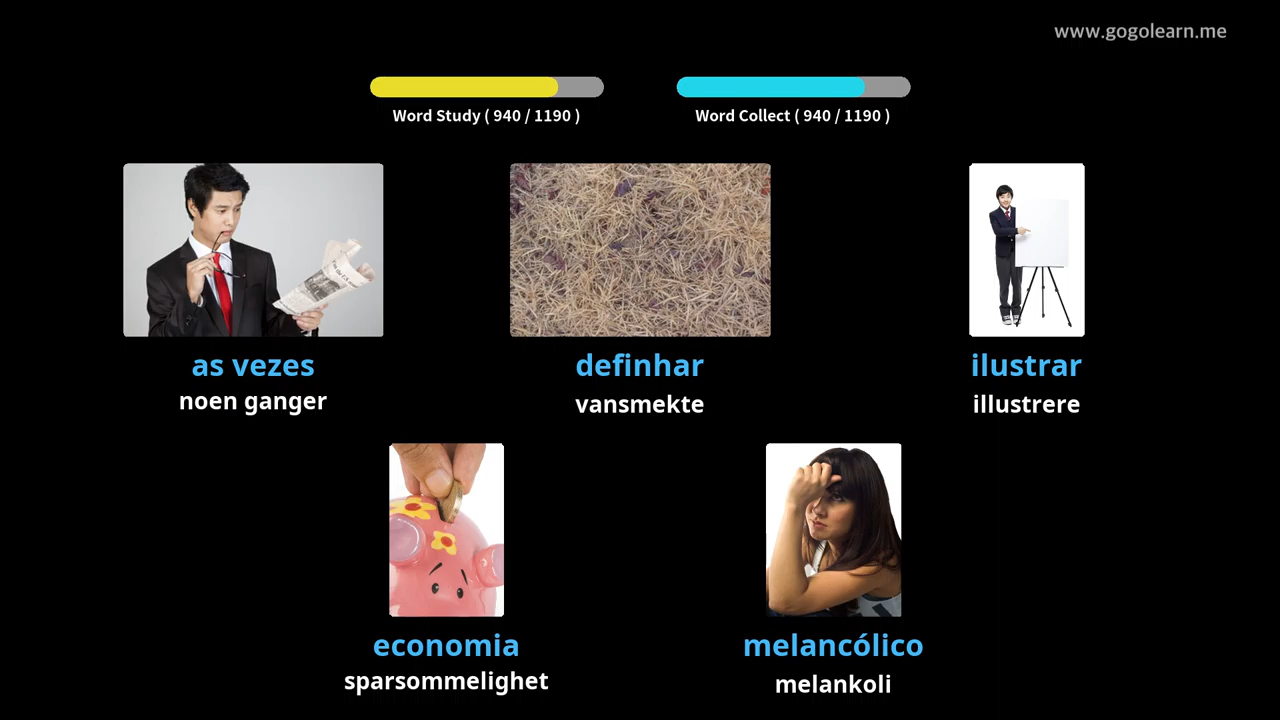 www.gogolearn.me
Word Study ( 940 / 1190 )
Word Collect ( 940 / 1190 )
as vezes
noen ganger
definhar
vansmekte
ilustrar
illustrere
economia
sparsommelighet
melancólico
melankoli